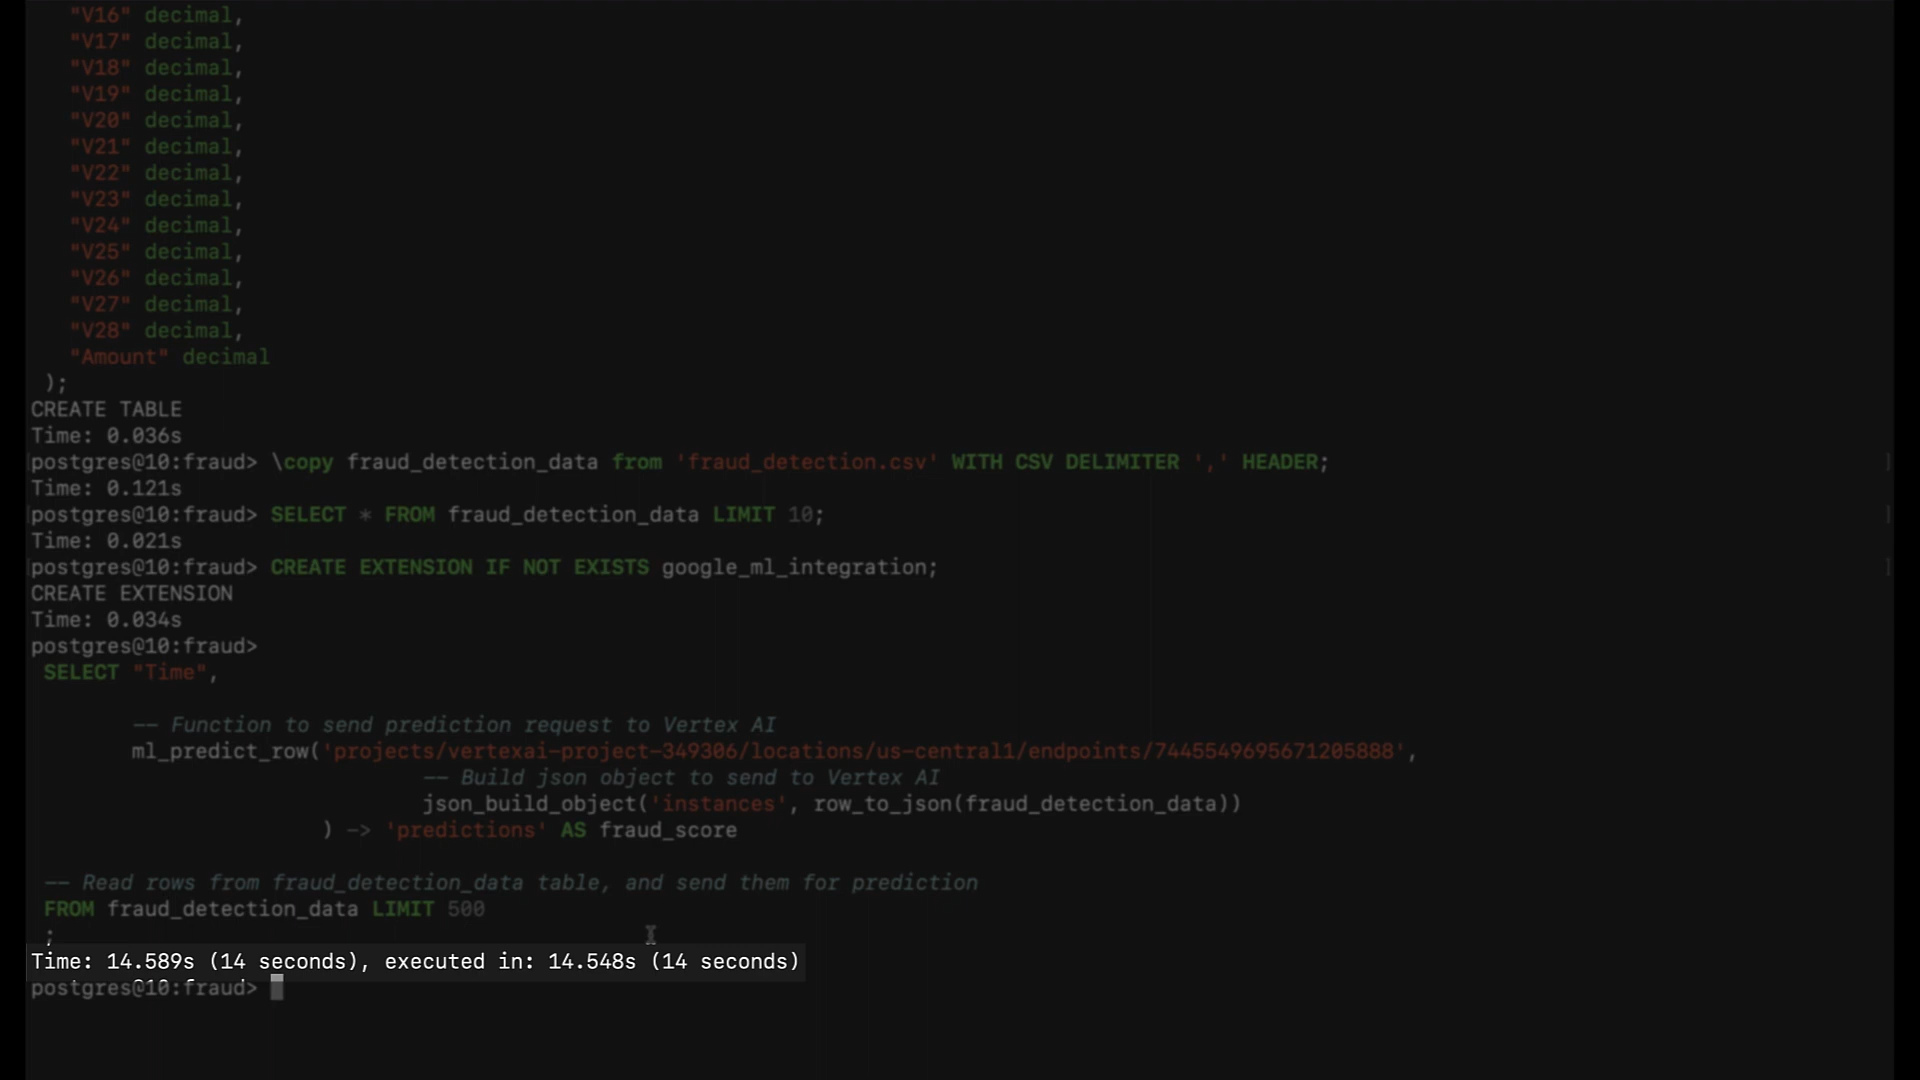 "V16" decimal,
"V17" decimal,
"V18" decimal,
"V19" decimal,
"V20" decimal,
"V21" decimal,
"V22" decimal,
"V23" decimal,
"V24" decimal,
"V25" decimal,
"V26" decimal,
"V27" decimal,
"V28" decimal,
"Amount" decimal
);
CREATE TABLE
Time: 0.036s
postgres@10:fraud> \copy fraud_detection_data from 'fraud_detection.csv' WITH CSV DELIMITER ',' HEADER;
Time: 0.121s
postgres@10:fraud> SELECT * FROM fraud_detection_data LIMIT 10;
Time: 0.021s
postgres@10:fraud> CREATE EXTENSION IF NOT EXISTS google_ml_integration;
CREATE EXTENSION
Time: 0.034s
postgres@10:fraud>
SELECT "Time",
-- Function to send prediction request to Vertex AI
ml_predict_row('projects/vertexai-project-349306/locations/us-central1/endpoints/7445549695671205888',
-- Build json object to send to Vertex AI
json_build_object('instances', row_to_json(fraud_detection_data))
) -> 'predictions' AS fraud_score
-- Read rows from fraud_detection_data table, and send them for prediction
FROM fraud_detection_data LIMIT 500
;
Time: 14.589s (14 seconds), executed in: 14.548s (14 seconds)
postgres@10:fraud>